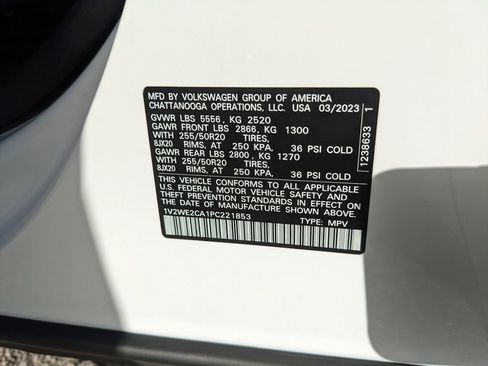 MFD BY VOLKSWAGEN GROUP OF AMERICA
CHATTANOOGA OPERATIONS, LLC. USA 03/2023
GVWR LBS 5556 , KG 2520
GAWR FRONT LBS 2866, KG 1300
WITH 255/50R20 TIRES,
8JX20 RIMS, AT 250 KPA. 36 PSI COLD
GAWR REAR LBS 2800 , KG 1270
WITH 255/50R20 TIRES,
8JX20 RIMS, AT 250 KPA. 36 PSI COLD
THIS VEHICLE CONFORMS TO ALL APPLICABLE
U.S. FEDERAL MOTOR VEHICLE SAFETY AND
THEFT PREVENTION STANDARDS IN EFFECT ON
THE DATE OF MANUFACTURE SHOWN ABOVE.
1V2WE2CA1PC221853 TYPE: MPV
1238633 1